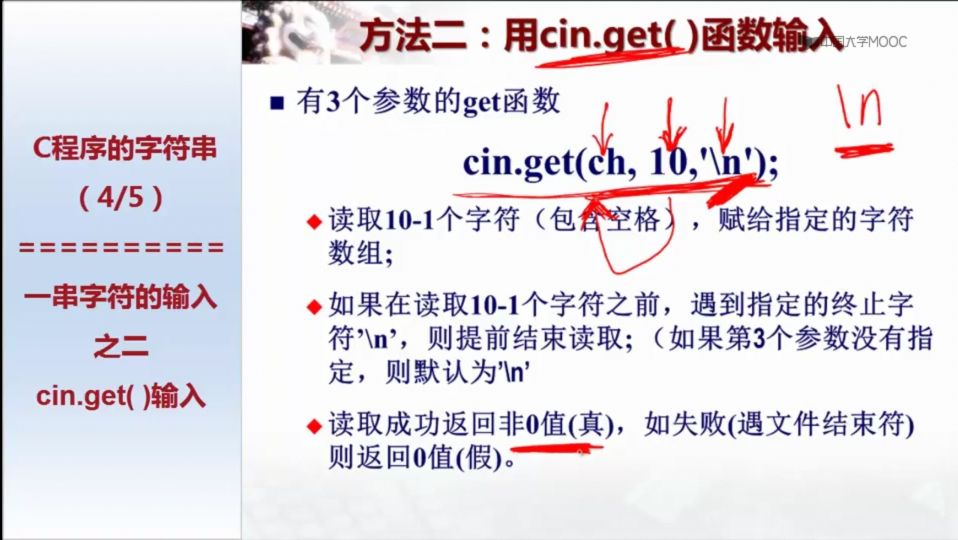 方法二：用cin.get( )函数输入
中国大学MOOC
■ 有3个参数的get函数
\n
cin.get(ch, 10,'\n');
◆读取10-1个字符（包含空格），赋给指定的字符
数组;
◆如果在读取10-1个字符之前，遇到指定的终止字
符’\n’，则提前结束读取;（如果第3个参数没有指
定，则默认为’\n’
◆读取成功返回非0值(真)，如失败(遇文件结束符)
则返回0值(假)。
C程序的字符串
（4/5）
==========
一串字符的输入
之二
cin.get( )输入